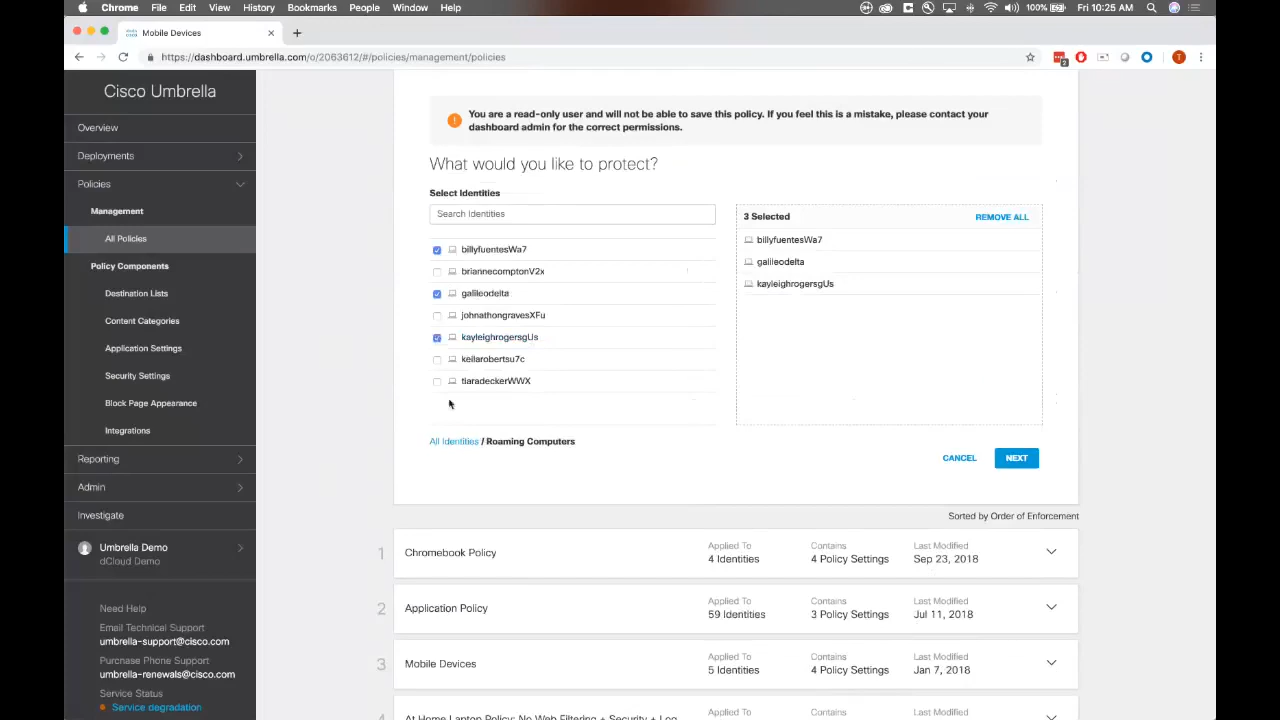 Chrome File Edit View History Bookmarks People Window Help 100% Fri 10:25 AM
Mobile Devices
https://dashboard.umbrella.com/o/2063612/#/policies/management/policies
Cisco Umbrella
Overview
Deployments
Policies
Management
All Policies
Policy Components
Destination Lists
Content Categories
Application Settings
Security Settings
Block Page Appearance
Integrations
Reporting
Admin
Investigate
Umbrella Demo
dCloud Demo
Need Help
Email Technical Support
umbrella-support@cisco.com
Purchase Phone Support
umbrella-renewals@cisco.com
Service Status
Service degradation
You are a read-only user and will not be able to save this policy. If you feel this is a mistake, please contact your
dashboard admin for the correct permissions.
What would you like to protect?
Select Identities
Search Identities
billyfuentesWa7
briannecomptonV2x
galileodelta
johnathongravesXFu
kayleighrogersgUs
keilarobertsu7c
tiaradeckerWWX
3 Selected REMOVE ALL
billyfuentesWa7
galileodelta
kayleighrogersgUs
All Identities / Roaming Computers
CANCEL NEXT
Sorted by Order of Enforcement
1 Chromebook Policy Applied To 4 Identities Contains 4 Policy Settings Last Modified Sep 23, 2018
2 Application Policy Applied To 59 Identities Contains 3 Policy Settings Last Modified Jul 11, 2018
3 Mobile Devices Applied To 5 Identities Contains 4 Policy Settings Last Modified Jan 7, 2018
4 At Home Laptop Policy: No Web Filtering + Security + Log Applied To Contains Last Modified